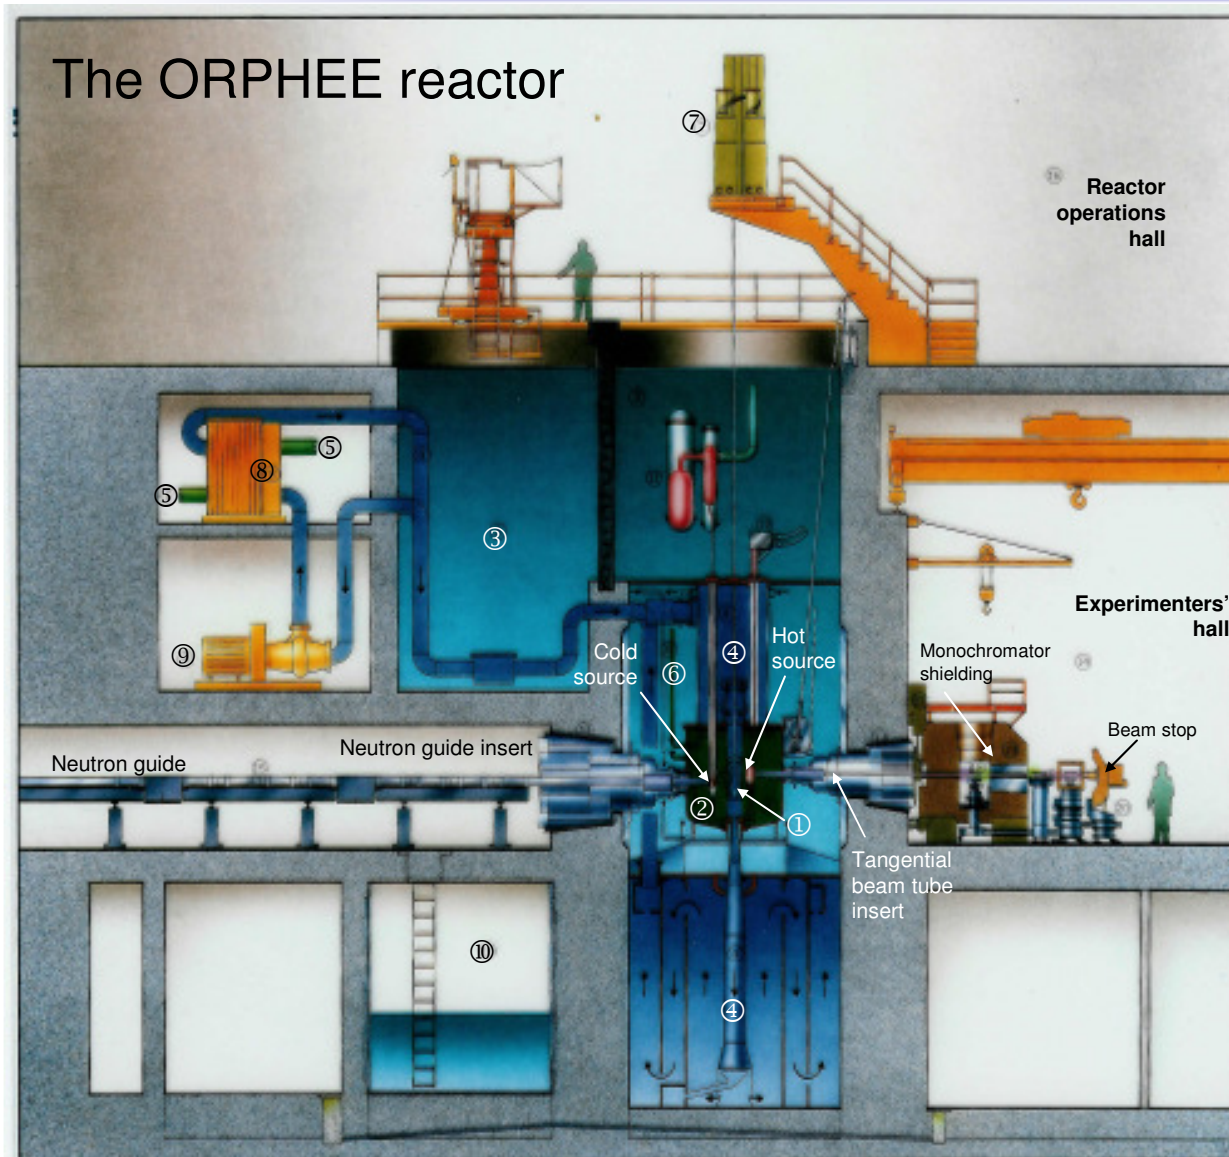 The ORPHEE reactor
⑦
Reactor
operations
hall
⑤
⑧
⑤
③
Experimenters'
hall
⑨
Cold
source
⑥
④
Hot
source
Monochromator
shielding
Beam stop
Neutron guide
Neutron guide insert
②
①
Tangential
beam tube
insert
⑩
④